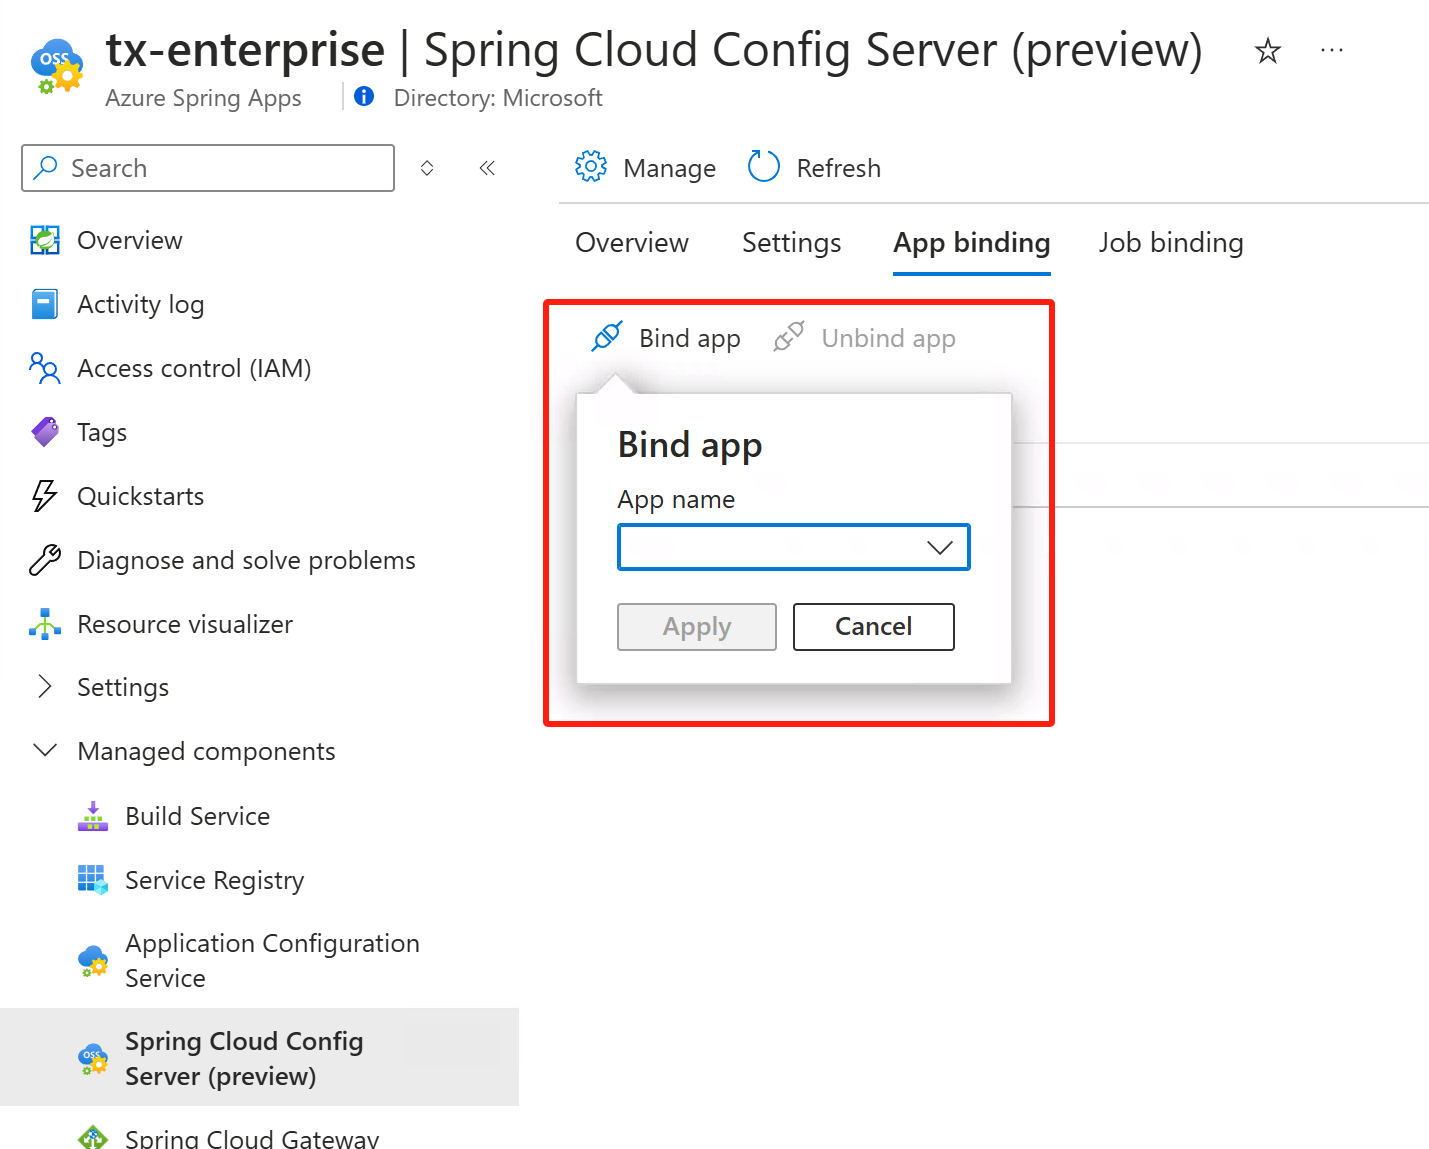 tx-enterprise | Spring Cloud Config Server (preview)
OSS
Azure Spring Apps
Directory: Microsoft
Search
Manage
Refresh
Overview
Activity log
Access control (IAM)
Tags
Quickstarts
Diagnose and solve problems
Resource visualizer
Settings
Managed components
Build Service
Service Registry
Application Configuration
Service
OSS
Spring Cloud Config
Server (preview)
Spring Cloud Gateway
Overview
Settings
App binding
Job binding
Bind app
Unbind app
Bind app
App name
Apply
Cancel